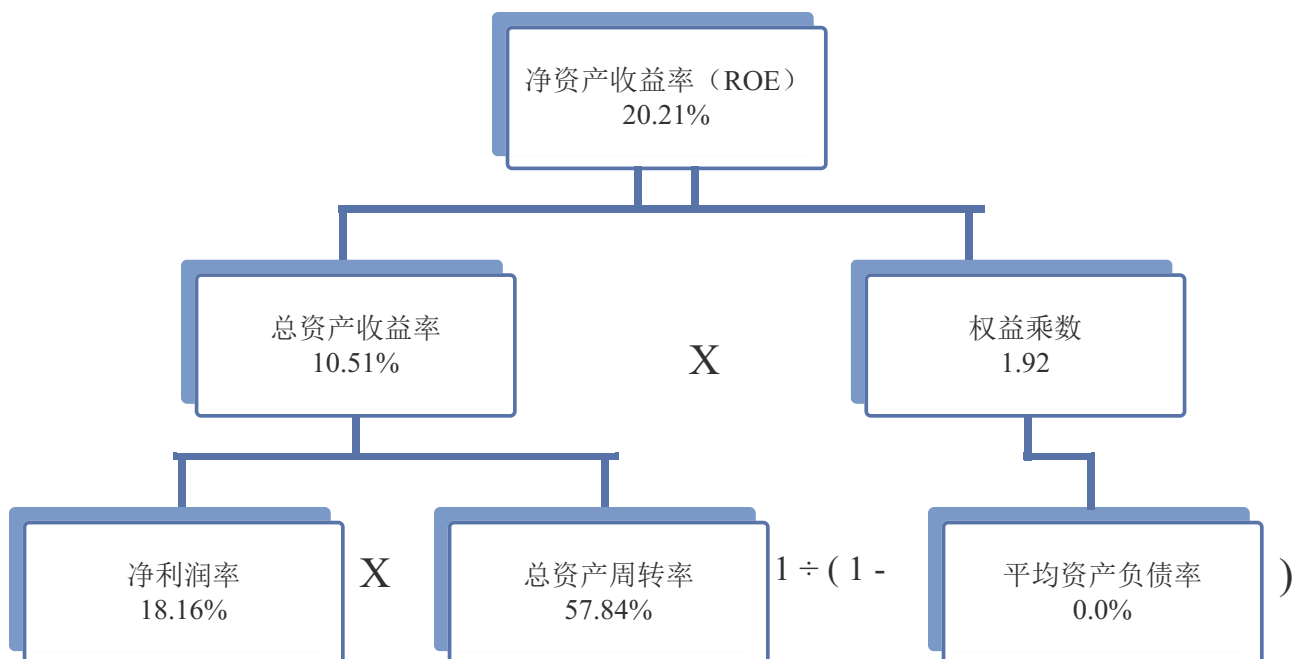 净资产收益率（ROE）
20.21%
总资产收益率
10.51%
X
权益乘数
1.92
净利润率
18.16%
X
总资产周转率
57.84%
1 ÷ ( 1 -
平均资产负债率
0.0%
)